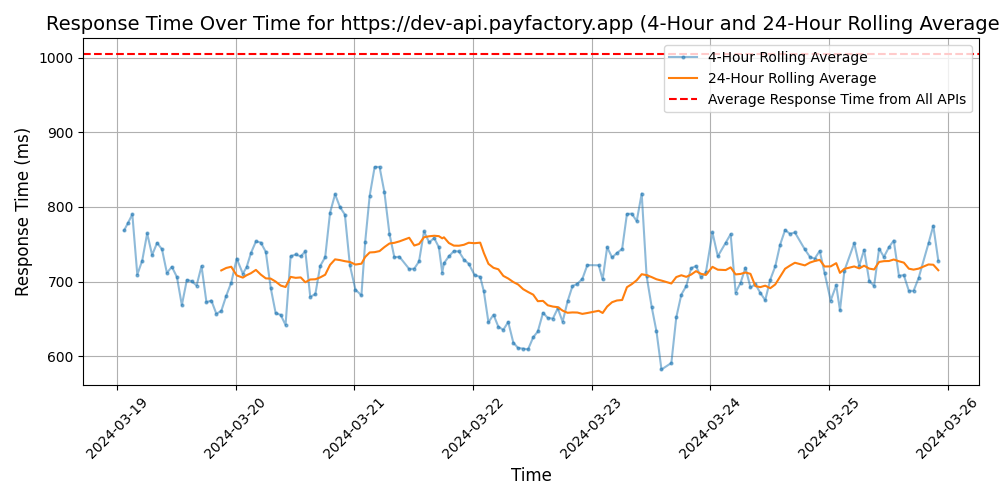 Response Time Over Time for https://dev-api.payfactory.app (4-Hour and 24-Hour Rolling Average
4-Hour Rolling Average
24-Hour Rolling Average
Average Response Time from All APIs
Response Time (ms)
1000
900
800
700
600
2024-03-19
2024-03-20
2024-03-21
2024-03-22
2024-03-23
2024-03-24
2024-03-25
2024-03-26
Time